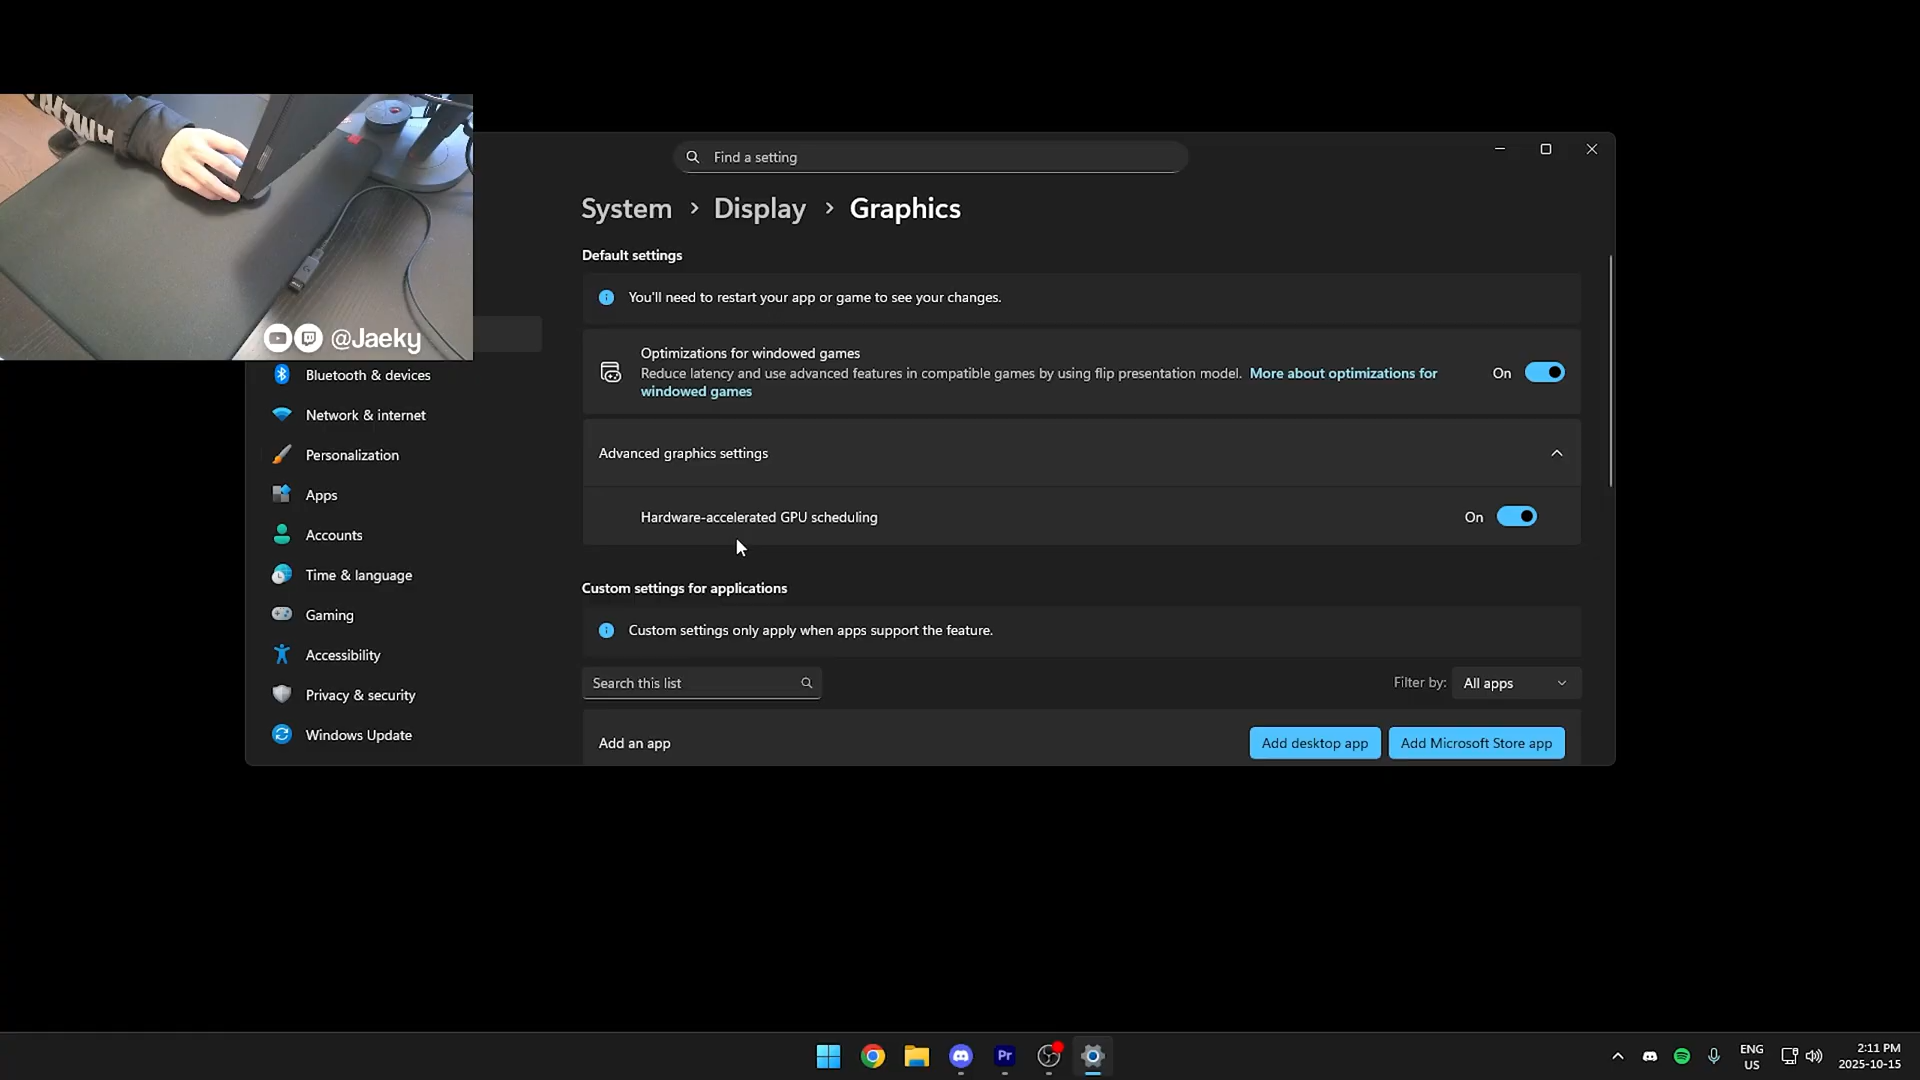 @Jaeky
Find a setting
System > Display > Graphics
Default settings
You'll need to restart your app or game to see your changes.
Optimizations for windowed games
Reduce latency and use advanced features in compatible games by using flip presentation model. More about optimizations for
windowed games
On
Advanced graphics settings
Hardware-accelerated GPU scheduling
On
Custom settings for applications
Custom settings only apply when apps support the feature.
Search this list
Filter by:
All apps
Add an app
Add desktop app
Add Microsoft Store app
Bluetooth & devices
Network & internet
Personalization
Apps
Accounts
Time & language
Gaming
Accessibility
Privacy & security
Windows Update
Pr
ENG
US
2:11 PM
2025-10-15